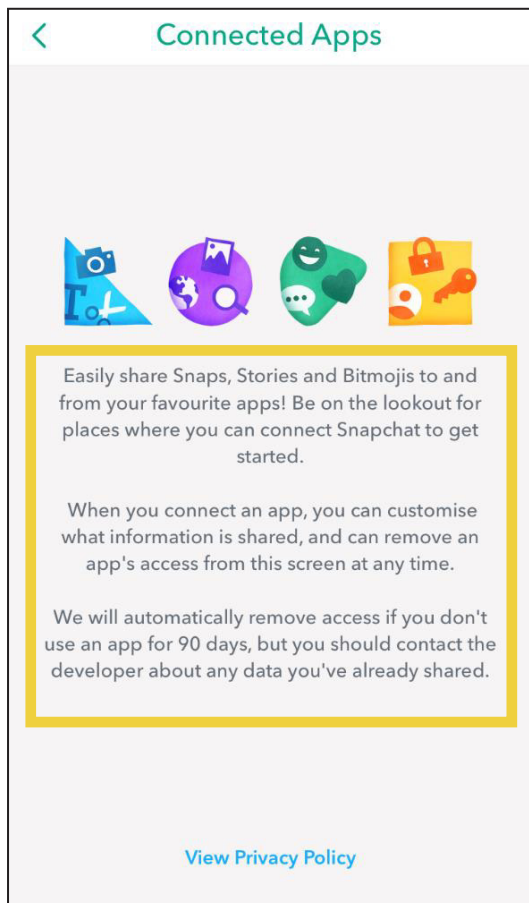 Connected Apps
Easily share Snaps, Stories and Bitmojis to and
from your favourite apps! Be on the lookout for
places where you can connect Snapchat to get
started.
When you connect an app, you can customise
what information is shared, and can remove an
app's access from this screen at any time.
We will automatically remove access if you don't
use an app for 90 days, but you should contact the
developer about any data you've already shared.
View Privacy Policy